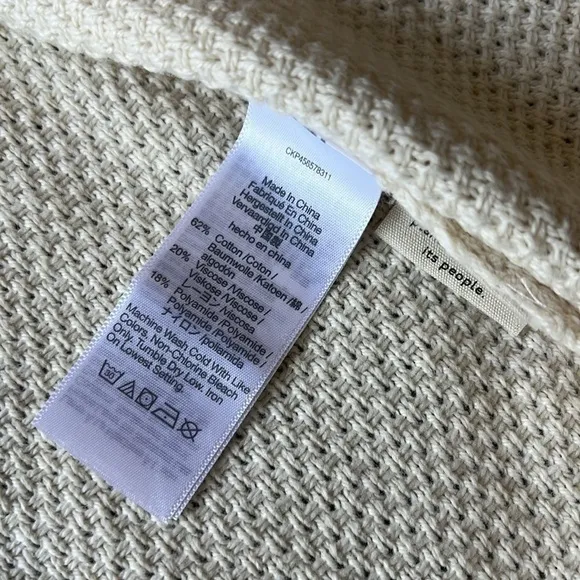 CKP456578311
Made In China
Fabriqué En Chine
Hergestellt In China
Vervaardigd In China
中国製
hecho en china
62% Cotton /Coton /
Baumwolle /Katoen /綿 /
algodón
20% Viscose /Viscose /
Viskose /Viscose /
レーヨン /Viscosa
18% Polyamide /Polyamide /
Polyamide /Polyamide /
ナイロン /poliamida
Machine Wash Cold With Like
Colors. Non-Chlorine Bleach
Only. Tumble Dry Low. Iron
On Lowest Setting.
its people.